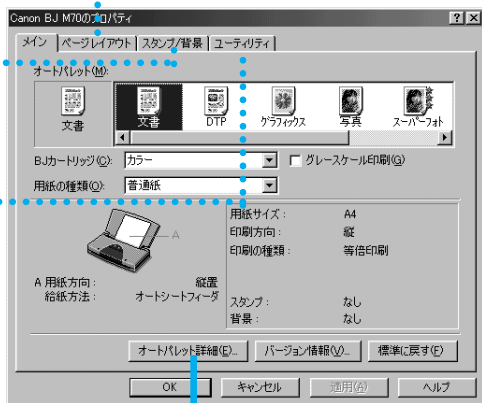 Canon BJ M70のプロパティ
メイン ページレイアウト スタンプ/背景 ユーティリティ
オートパレット(M):
文書
文書 DTP グラフィックス 写真 スーパーフォト
BJカートリッジ(C): カラー グレースケール印刷(G)
用紙の種類(O): 普通紙
A
A 用紙方向: 縦置
給紙方法: オートシートフィーダ
用紙サイズ: A4
印刷方向: 縦
印刷の種類: 等倍印刷
スタンプ: なし
背景: なし
オートパレット詳細(E)... バージョン情報(V)... 標準に戻す(F)
OK キャンセル 適用(A) ヘルプ